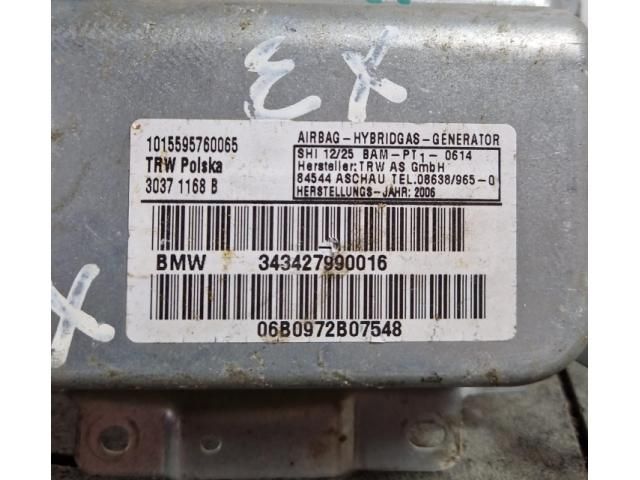 EX
1015595760065
TRW Polska
3037 1168 B
AIRBAG-HYBRIDGAS-GENERATOR
SHI 12/25 BAM-PT1-0614
Hersteller:TRW AS GmbH
84544 ASCHAU TEL.08638/965-0
HERSTELLUNGS-JAHR: 2006
BMW 343427990016
06B0972B07548
X